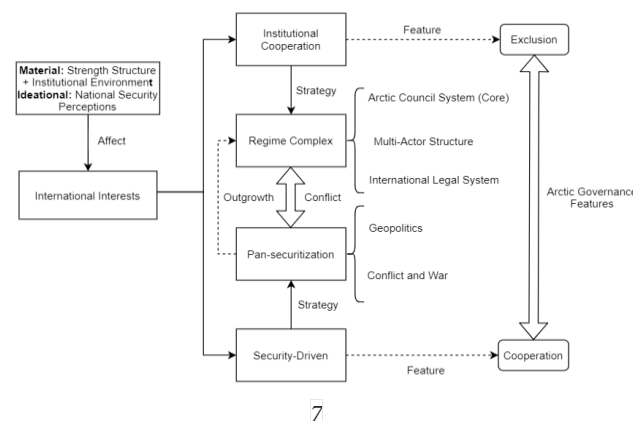 Institutional
Cooperation
Feature
Exclusion
Material: Strength Structure
+ Institutional Environment
Ideational: National Security
Perceptions
Strategy
Arctic Council System (Core)
Affect
Regime Complex
Multi-Actor Structure
International Interests
International Legal System
Outgrowth
Conflict
Arctic Governance
Features
Geopolitics
Pan-securitization
Conflict and War
Strategy
Security-Driven
Cooperation
Feature
7